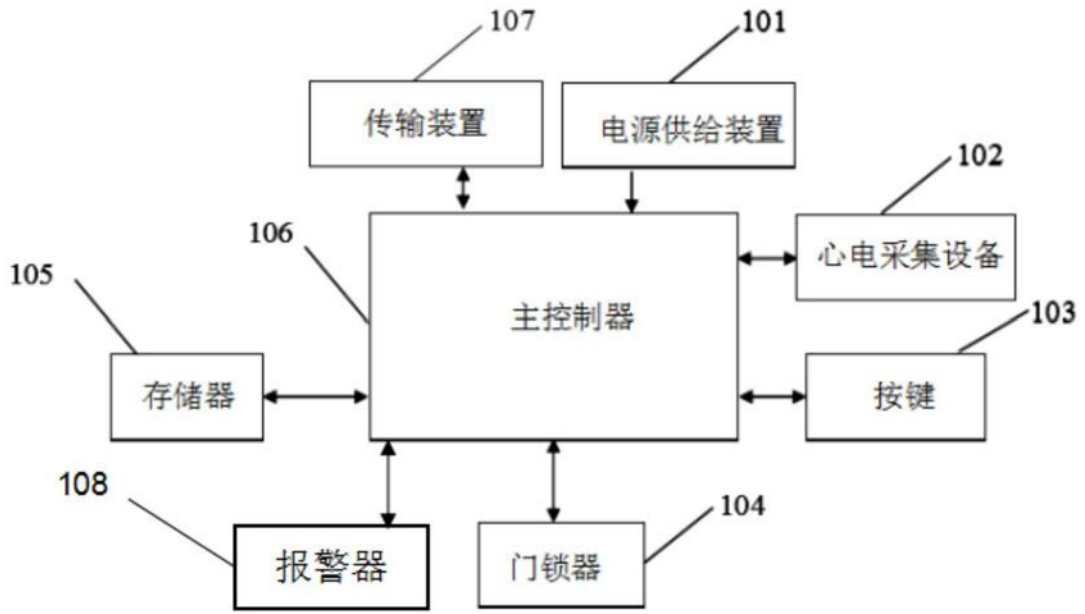 107
101
传输装置
电源供给装置
102
106
心电采集设备
105
主控制器
103
存储器
按键
108
104
报警器
门锁器